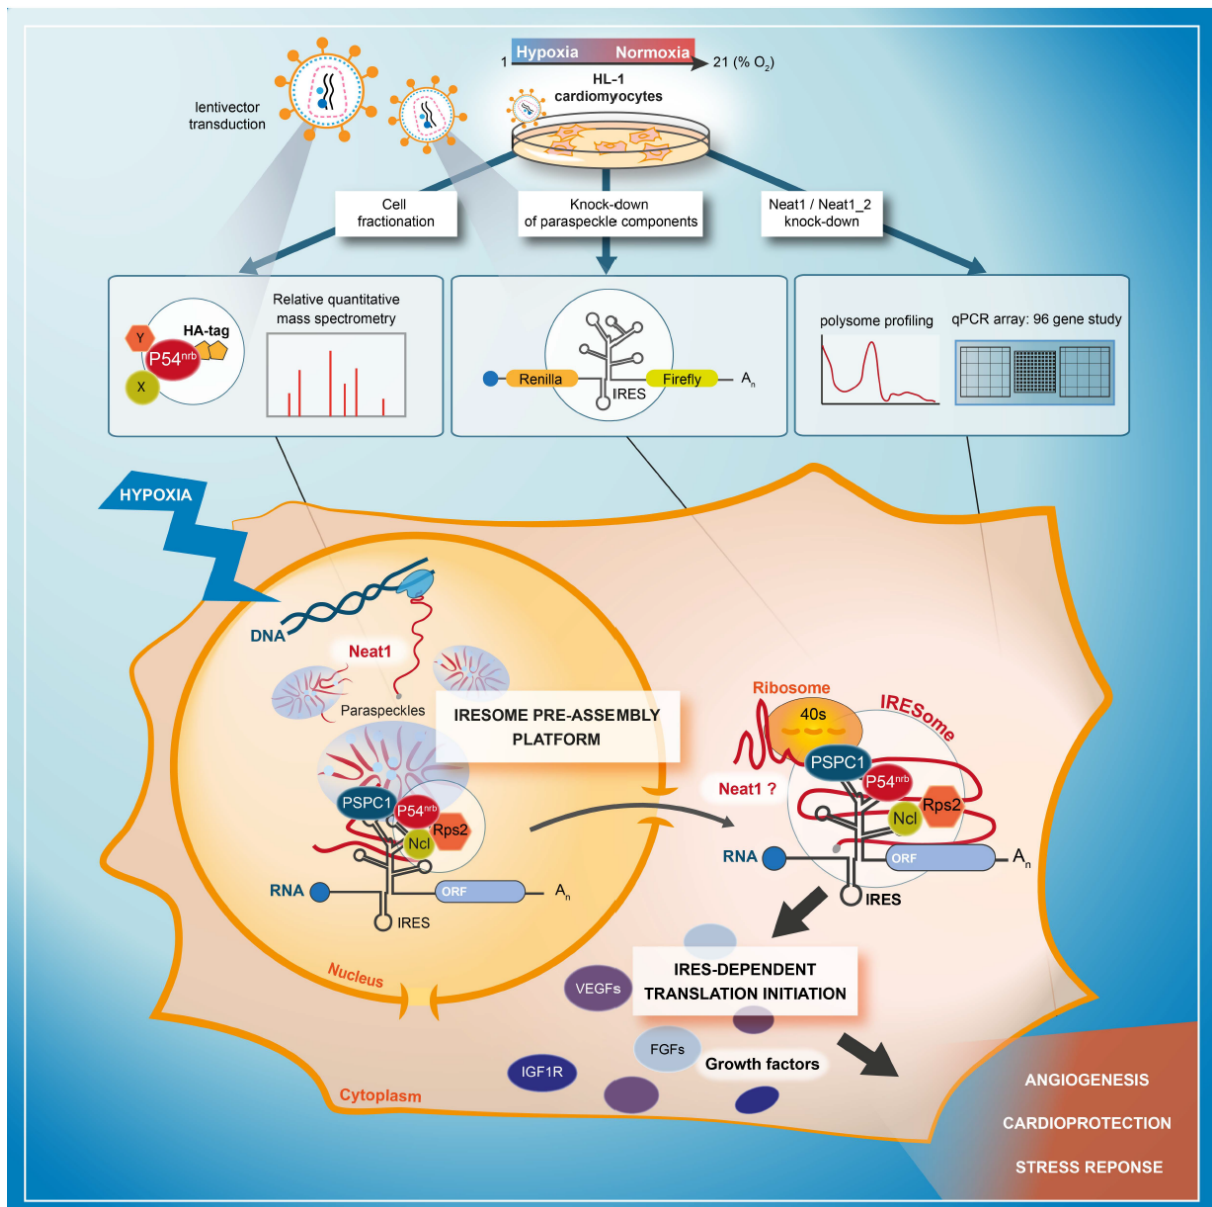 Hypoxia Normoxia
1 21 (% O₂)
HL-1
cardiomyocytes
lentivector
transduction
Cell
fractionation
Knock-down
of paraspeckle components
Neat1 / Neat1_2
knock-down
Y
HA-tag
P54ⁿʳᵇ
X
Relative quantitative
mass spectrometry
Renilla
IRES
Firefly
Aₙ
polysome profiling
qPCR array: 96 gene study
HYPOXIA
DNA
Neat1
Paraspeckles
IRESOME PRE-ASSEMBLY
PLATFORM
PSPC1
P54ⁿʳᵇ
Rps2
Ncl
RNA
ORF
Aₙ
IRES
Nucleus
Ribosome
40s
IRESome
PSPC1
P54ⁿʳᵇ
Neat1 ?
Rps2
Ncl
RNA
ORF
Aₙ
IRES
IRES-DEPENDENT
TRANSLATION INITIATION
VEGFs
FGFs
Growth factors
IGF1R
Cytoplasm
ANGIOGENESIS
CARDIOPROTECTION
STRESS REPONSE